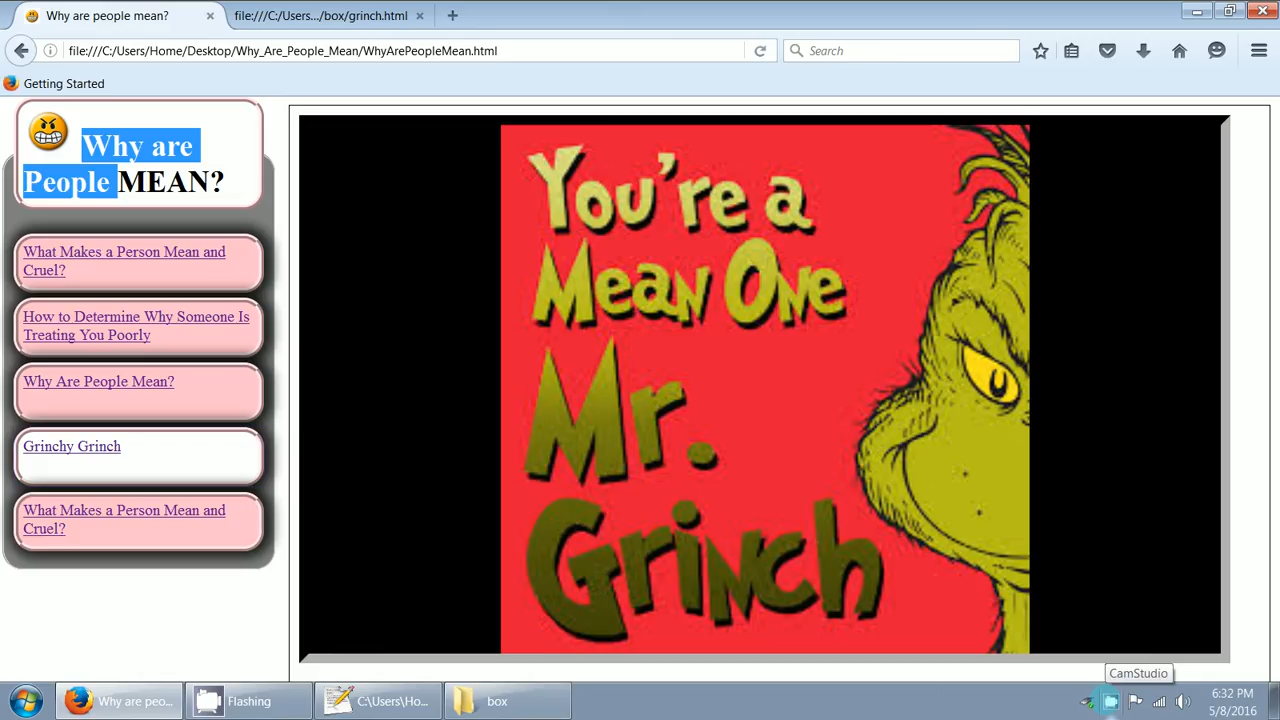 Why are people mean?
file:///C:/Users.../box/grinch.html
file:///C:/Users/Home/Desktop/Why_Are_People_Mean/WhyArePeopleMean.html
Search
Getting Started
Why are
People MEAN?
What Makes a Person Mean and
Cruel?
How to Determine Why Someone Is
Treating You Poorly
Why Are People Mean?
Grinchy Grinch
What Makes a Person Mean and
Cruel?
You're a
Mean One
Mr.
Grinch
CamStudio
Why are peo...
Flashing
C:\Users\Ho...
box
6:32 PM
5/8/2016